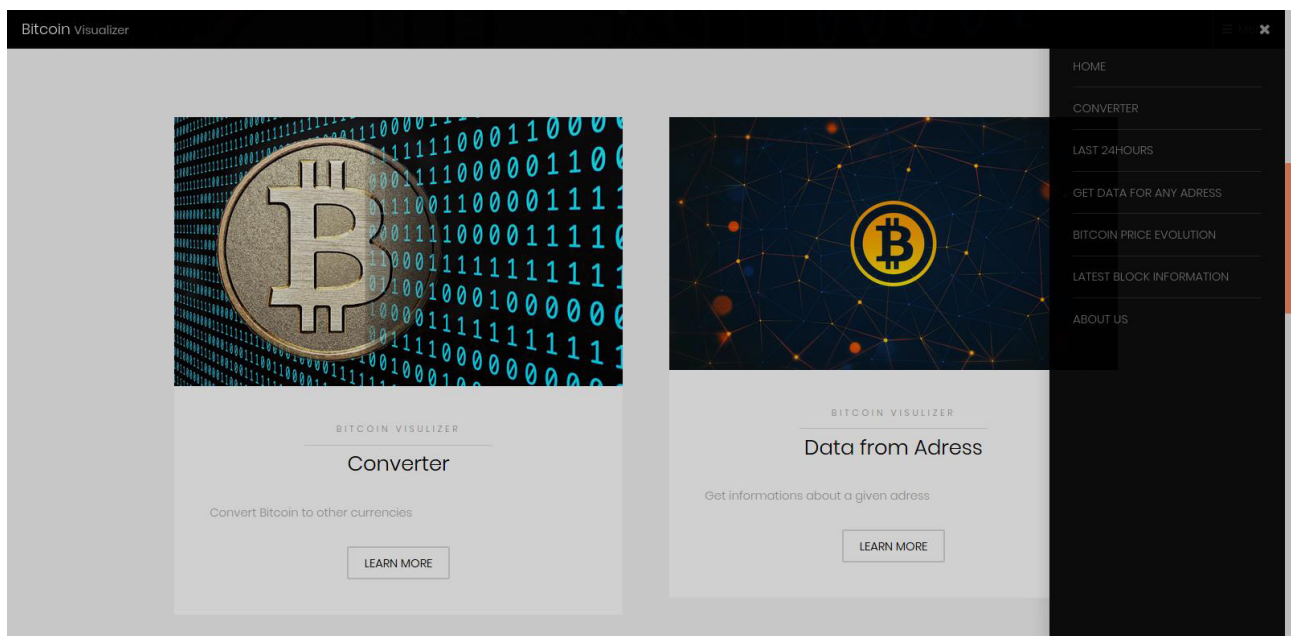 Bitcoin Visualizer
HOME
CONVERTER
LAST 24HOURS
GET DATA FOR ANY ADRESS
BITCOIN PRICE EVOLUTION
LATEST BLOCK INFORMATION
ABOUT US
BITCOIN VISULIZER
Converter
Convert Bitcoin to other currencies
LEARN MORE
BITCOIN VISULIZER
Data from Adress
Get informations about a given adress
LEARN MORE